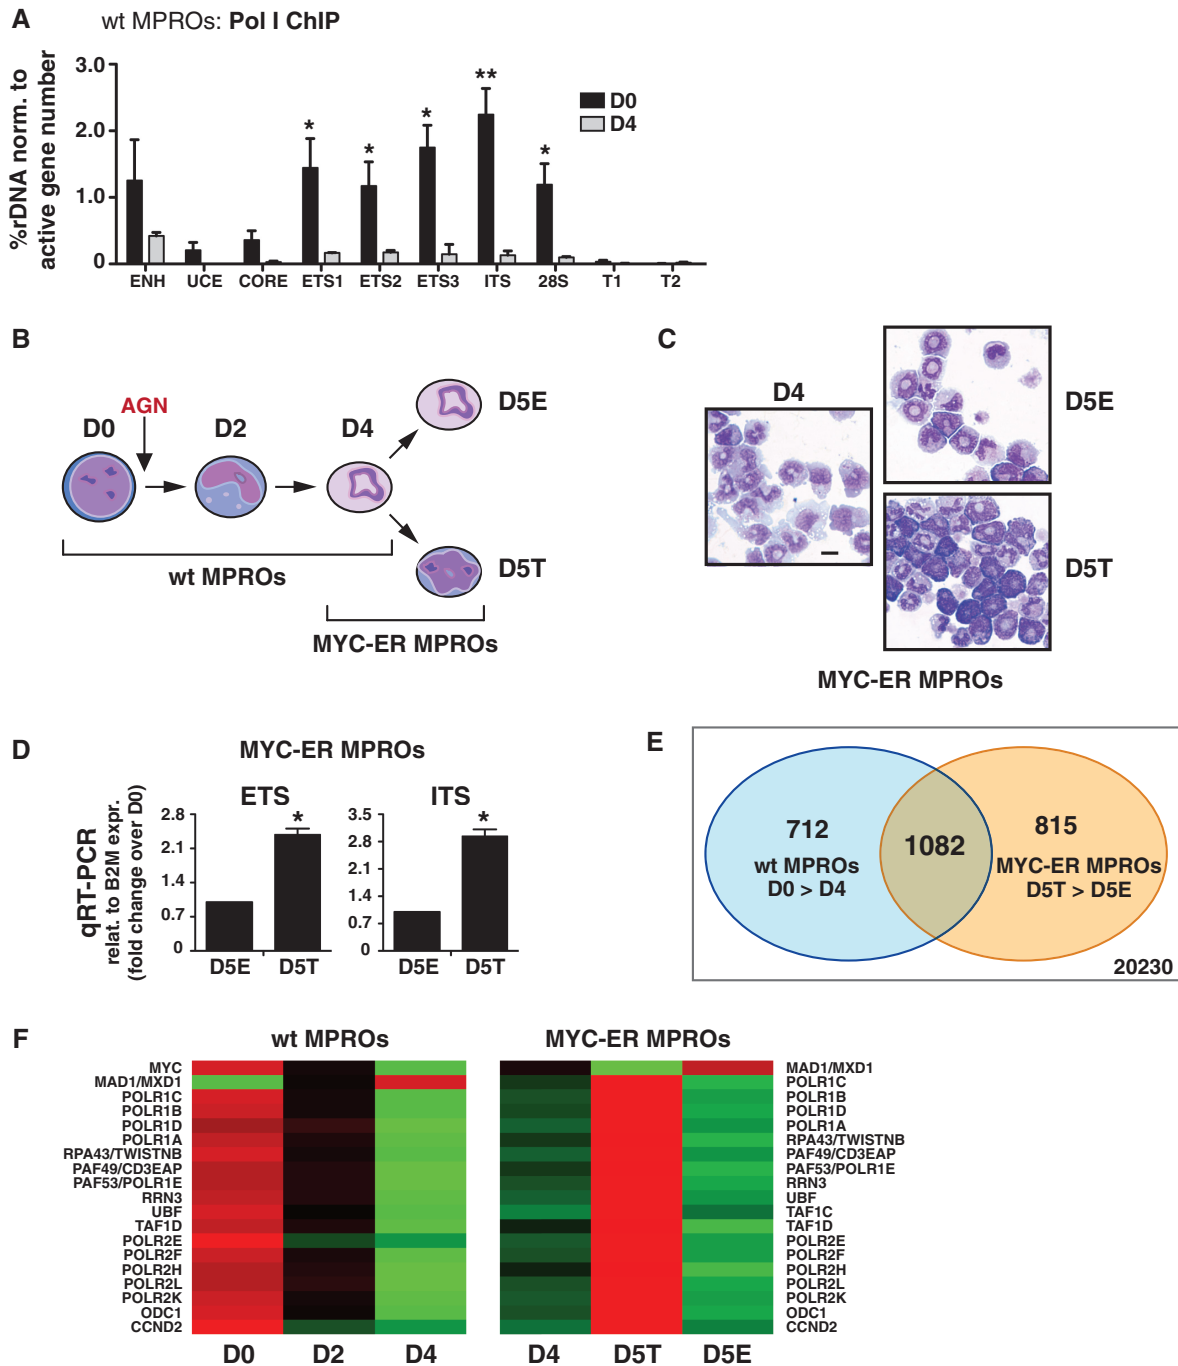 A
wt MPROs: Pol I ChIP
%rDNA norm. to
active gene number
3.0
2.0
1.0
0
* * * ** *
D0
D4
ENH UCE CORE ETS1 ETS2 ETS3 ITS 28S T1 T2
B
AGN
D0 D2 D4
D5E
D5T
wt MPROs
MYC-ER MPROs
C
D4
D5E
D5T
MYC-ER MPROs
D
MYC-ER MPROs
qRT-PCR
relat. to B2M expr.
(fold change over D0)
ETS
2.8
2.1
1.4
0.7
0
*
D5E D5T
ITS
3.5
2.8
2.1
1.4
0.7
0
*
D5E D5T
E
712
wt MPROs
D0 > D4
1082
815
MYC-ER MPROs
D5T > D5E
20230
F
wt MPROs
MYC
MAD1/MXD1
POLR1C
POLR1B
POLR1D
POLR1A
RPA43/TWISTNB
PAF49/CD3EAP
PAF53/POLR1E
RRN3
UBF
TAF1D
POLR2E
POLR2F
POLR2H
POLR2L
POLR2K
ODC1
CCND2
D0 D2 D4
MYC-ER MPROs
MAD1/MXD1
POLR1C
POLR1B
POLR1D
POLR1A
RPA43/TWISTNB
PAF49/CD3EAP
PAF53/POLR1E
RRN3
UBF
TAF1C
TAF1D
POLR2E
POLR2F
POLR2H
POLR2L
POLR2K
ODC1
CCND2
D4 D5T D5E